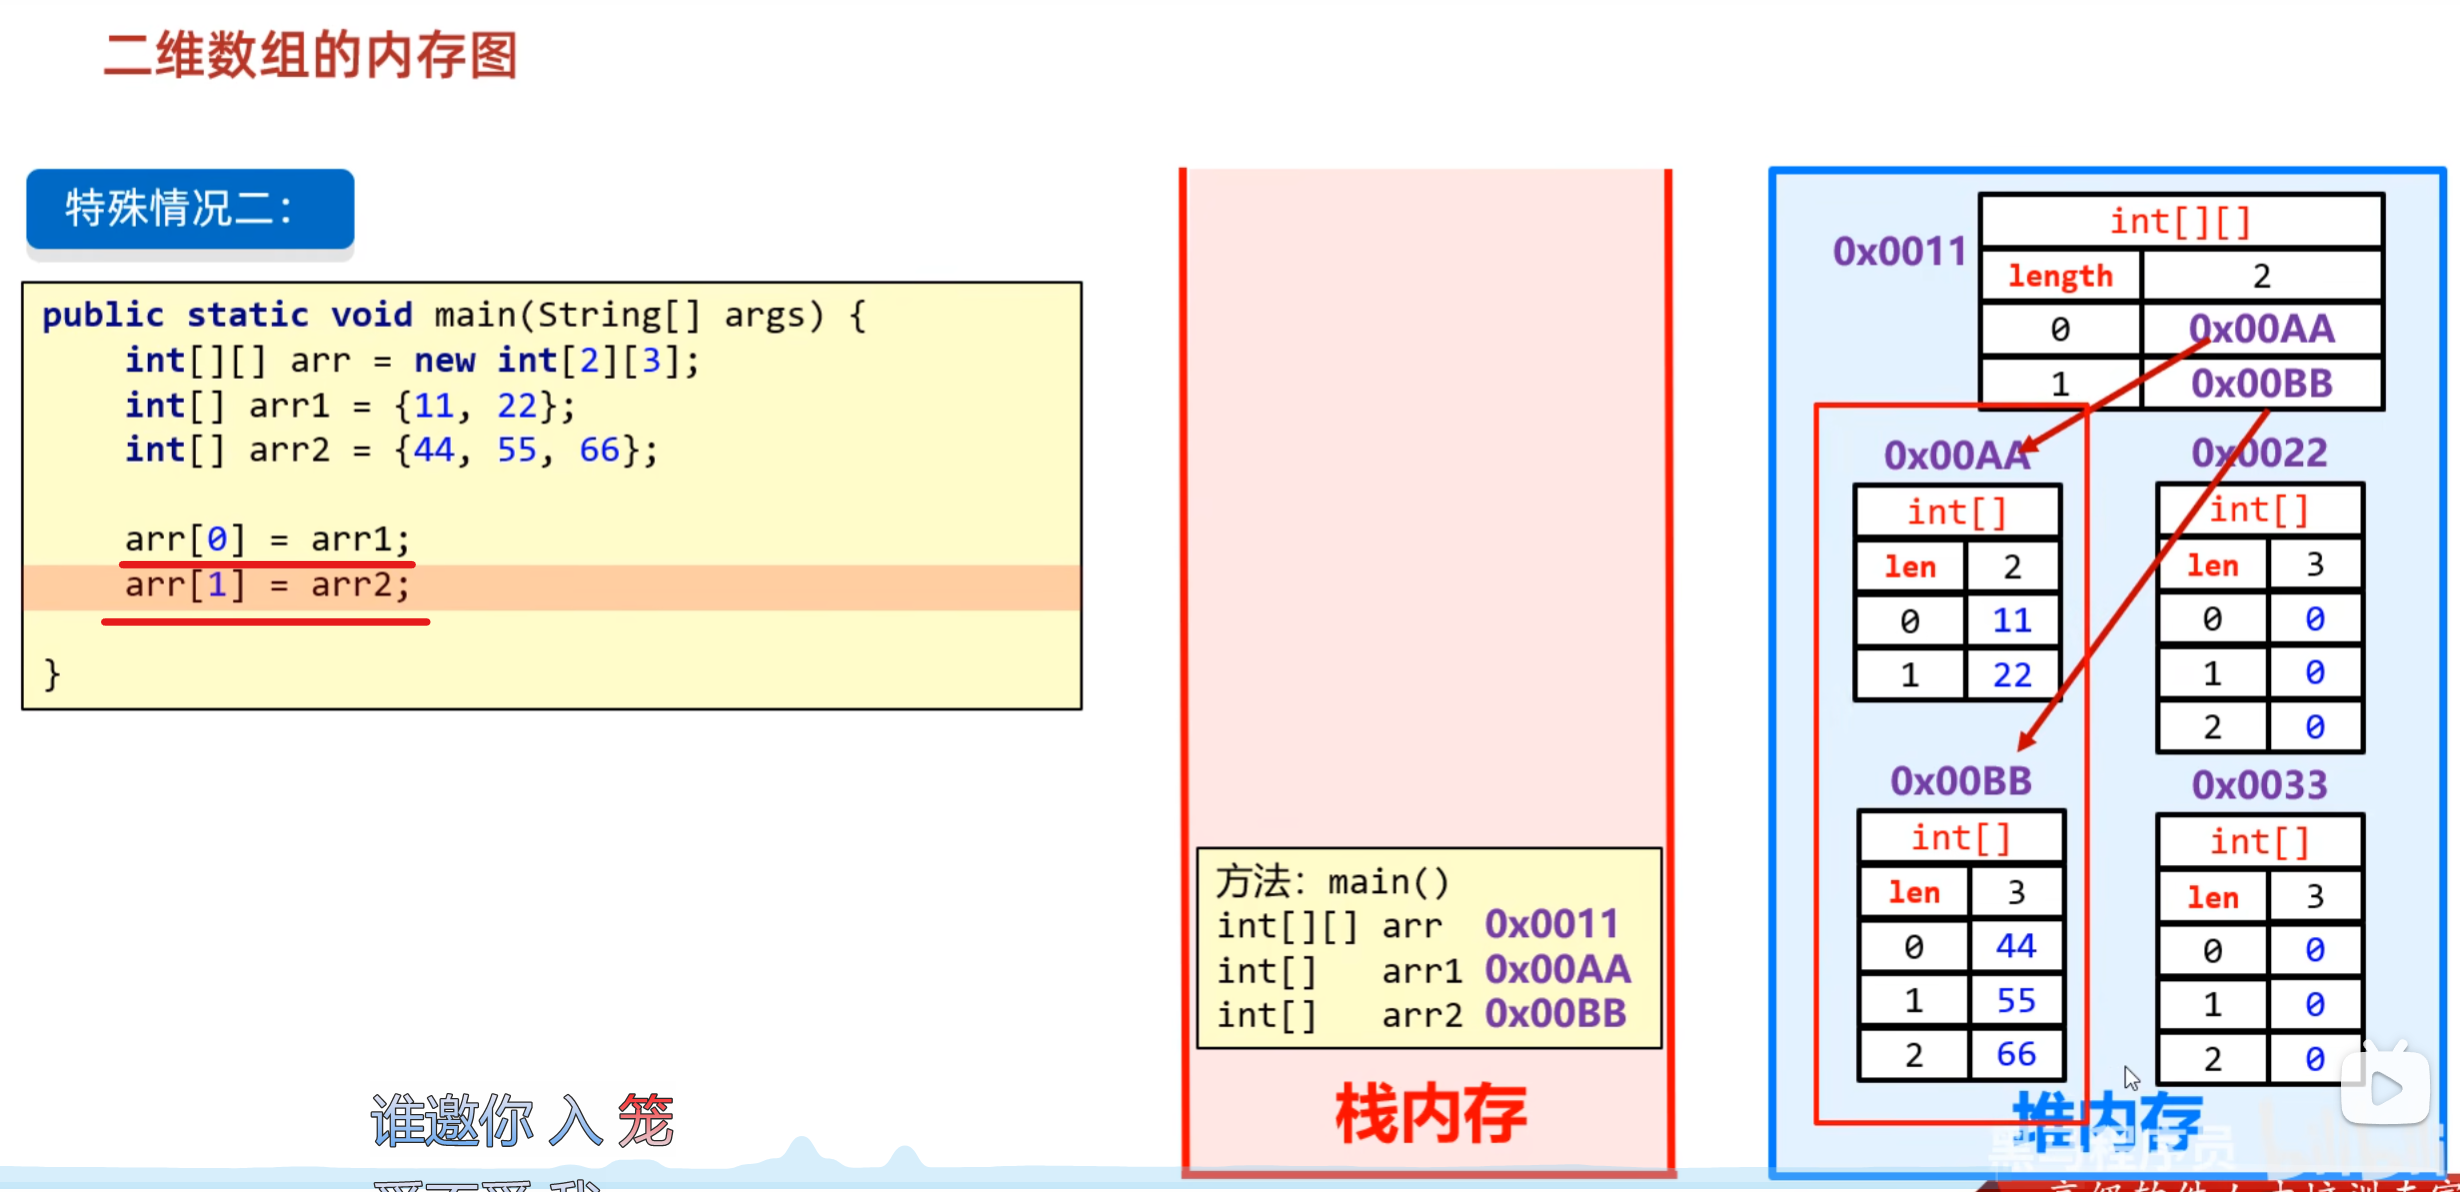 二维数组的内存图
特殊情况二：
public static void main(String[] args) {
int[][] arr = new int[2][3];
int[] arr1 = {11, 22};
int[] arr2 = {44, 55, 66};
arr[0] = arr1;
arr[1] = arr2;
}
方法：main()
int[][] arr 0x0011
int[] arr1 0x00AA
int[] arr2 0x00BB
栈内存
0x0011
int[][]
length 2
0 0x00AA
1 0x00BB
0x00AA
int[]
len 2
0 11
1 22
0x0022
int[]
len 3
0 0
1 0
2 0
0x00BB
int[]
len 3
0 44
1 55
2 66
0x0033
int[]
len 3
0 0
1 0
2 0
堆内存
黑马程序员
谁邀你 入 笼